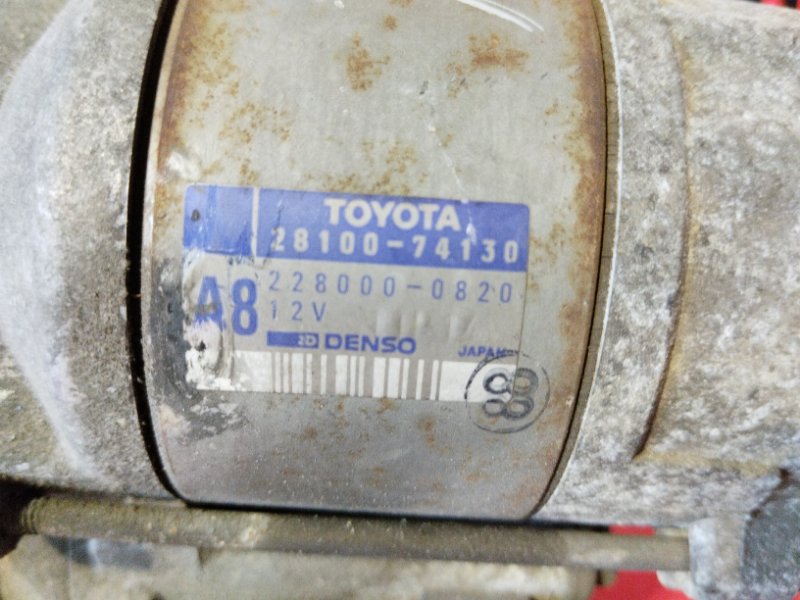 TOYOTA
28100-74130
A8
228000-0820
12V
DENSO
JAPAN